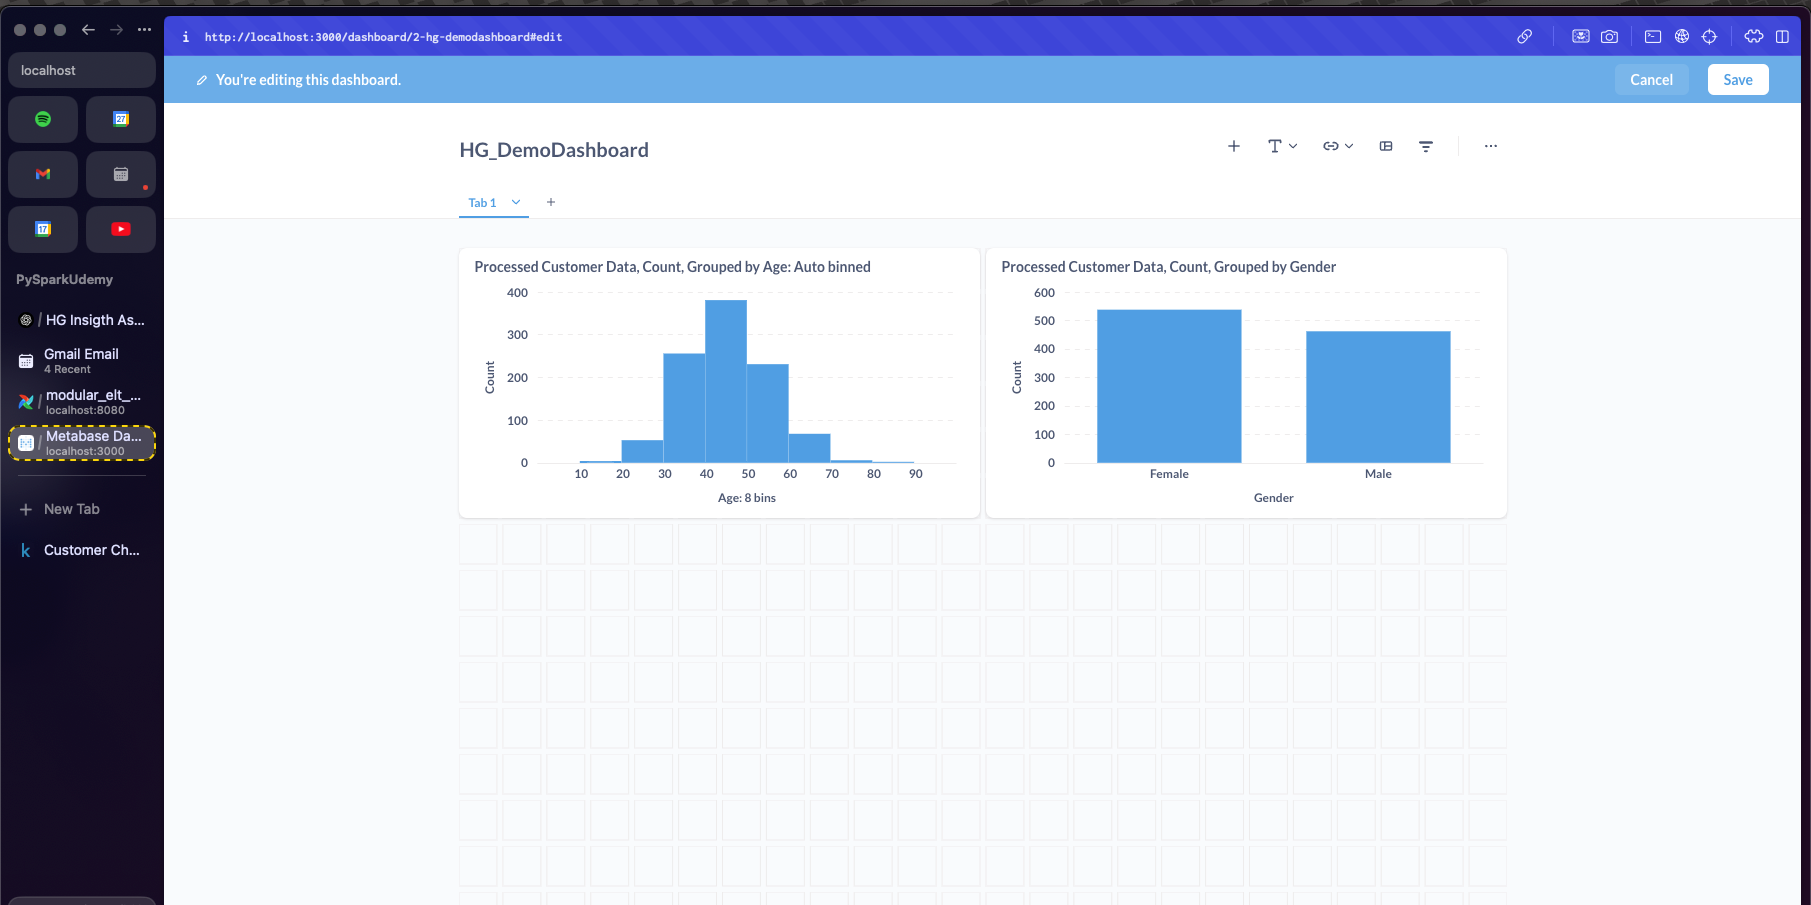 http://localhost:3000/dashboard/2-hg-demodashboard#edit
localhost
You're editing this dashboard.
Cancel
Save
27
17
PySparkUdemy
/ HG Insigth As...
Gmail Email
4 Recent
/ modular_elt_...
localhost:8080
/ Metabase Da...
localhost:3000
+ New Tab
k Customer Ch...
HG_DemoDashboard
Tab 1
Processed Customer Data, Count, Grouped by Age: Auto binned
400
300
200
100
0
Count
10 20 30 40 50 60 70 80 90
Age: 8 bins
Processed Customer Data, Count, Grouped by Gender
600
500
400
300
200
100
0
Count
Female Male
Gender